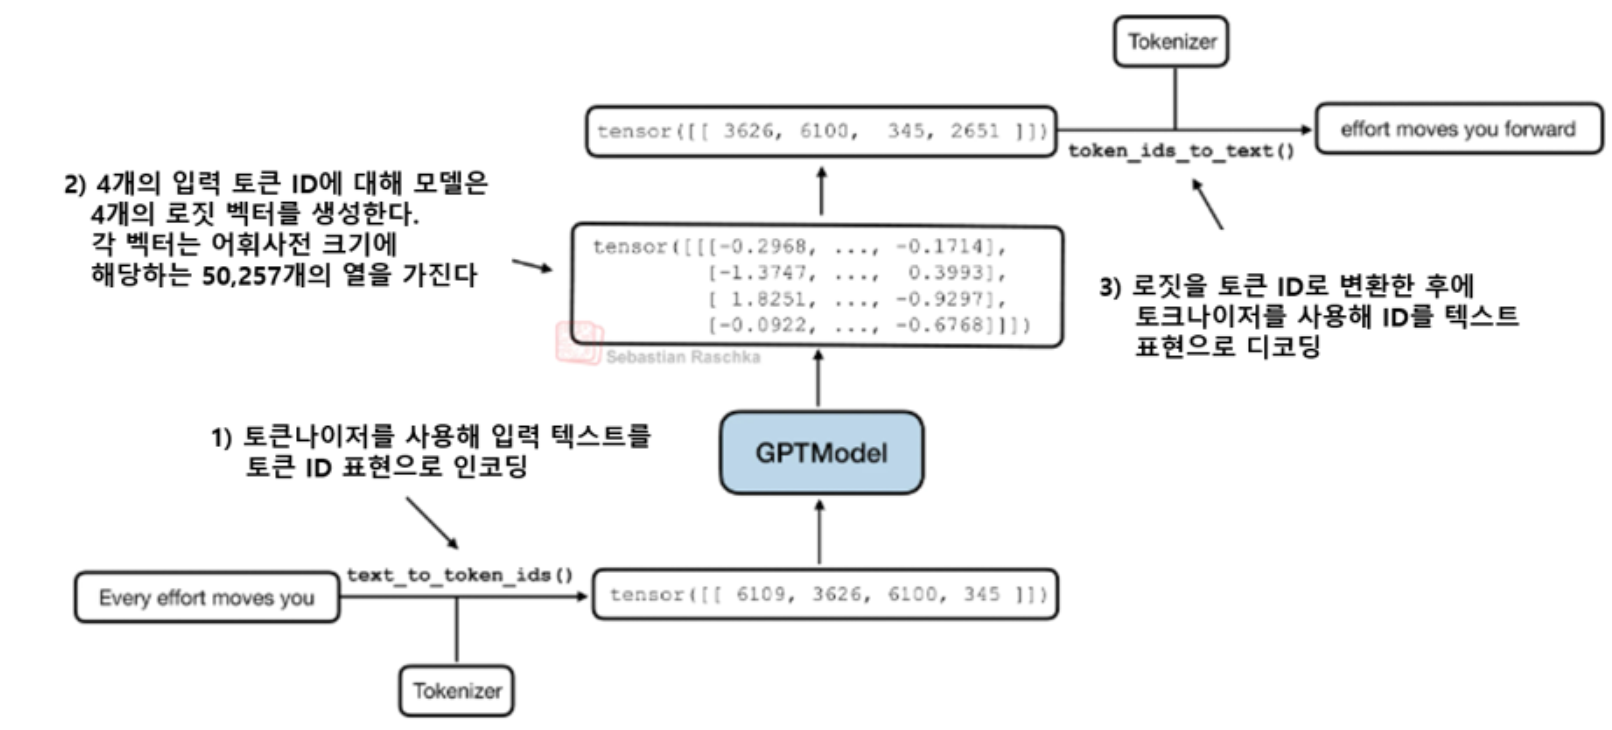 Tokenizer
tensor([[ 3626, 6100, 345, 2651 ]])
effort moves you forward
token_ids_to_text()
2) 4개의 입력 토큰 ID에 대해 모델은
4개의 로짓 벡터를 생성한다.
각 벡터는 어휘사전 크기에
해당하는 50,257개의 열을 가진다
tensor([[[-0.2968, ..., -0.1714],
[-1.3747, ..., 0.3993],
[ 1.8251, ..., -0.9297],
[-0.0922, ..., -0.6768]]])
Sebastian Raschka
3) 로짓을 토큰 ID로 변환한 후에
토크나이저를 사용해 ID를 텍스트
표현으로 디코딩
GPTModel
1) 토큰나이저를 사용해 입력 텍스트를
토큰 ID 표현으로 인코딩
Every effort moves you
text_to_token_ids()
tensor([[ 6109, 3626, 6100, 345 ]])
Tokenizer